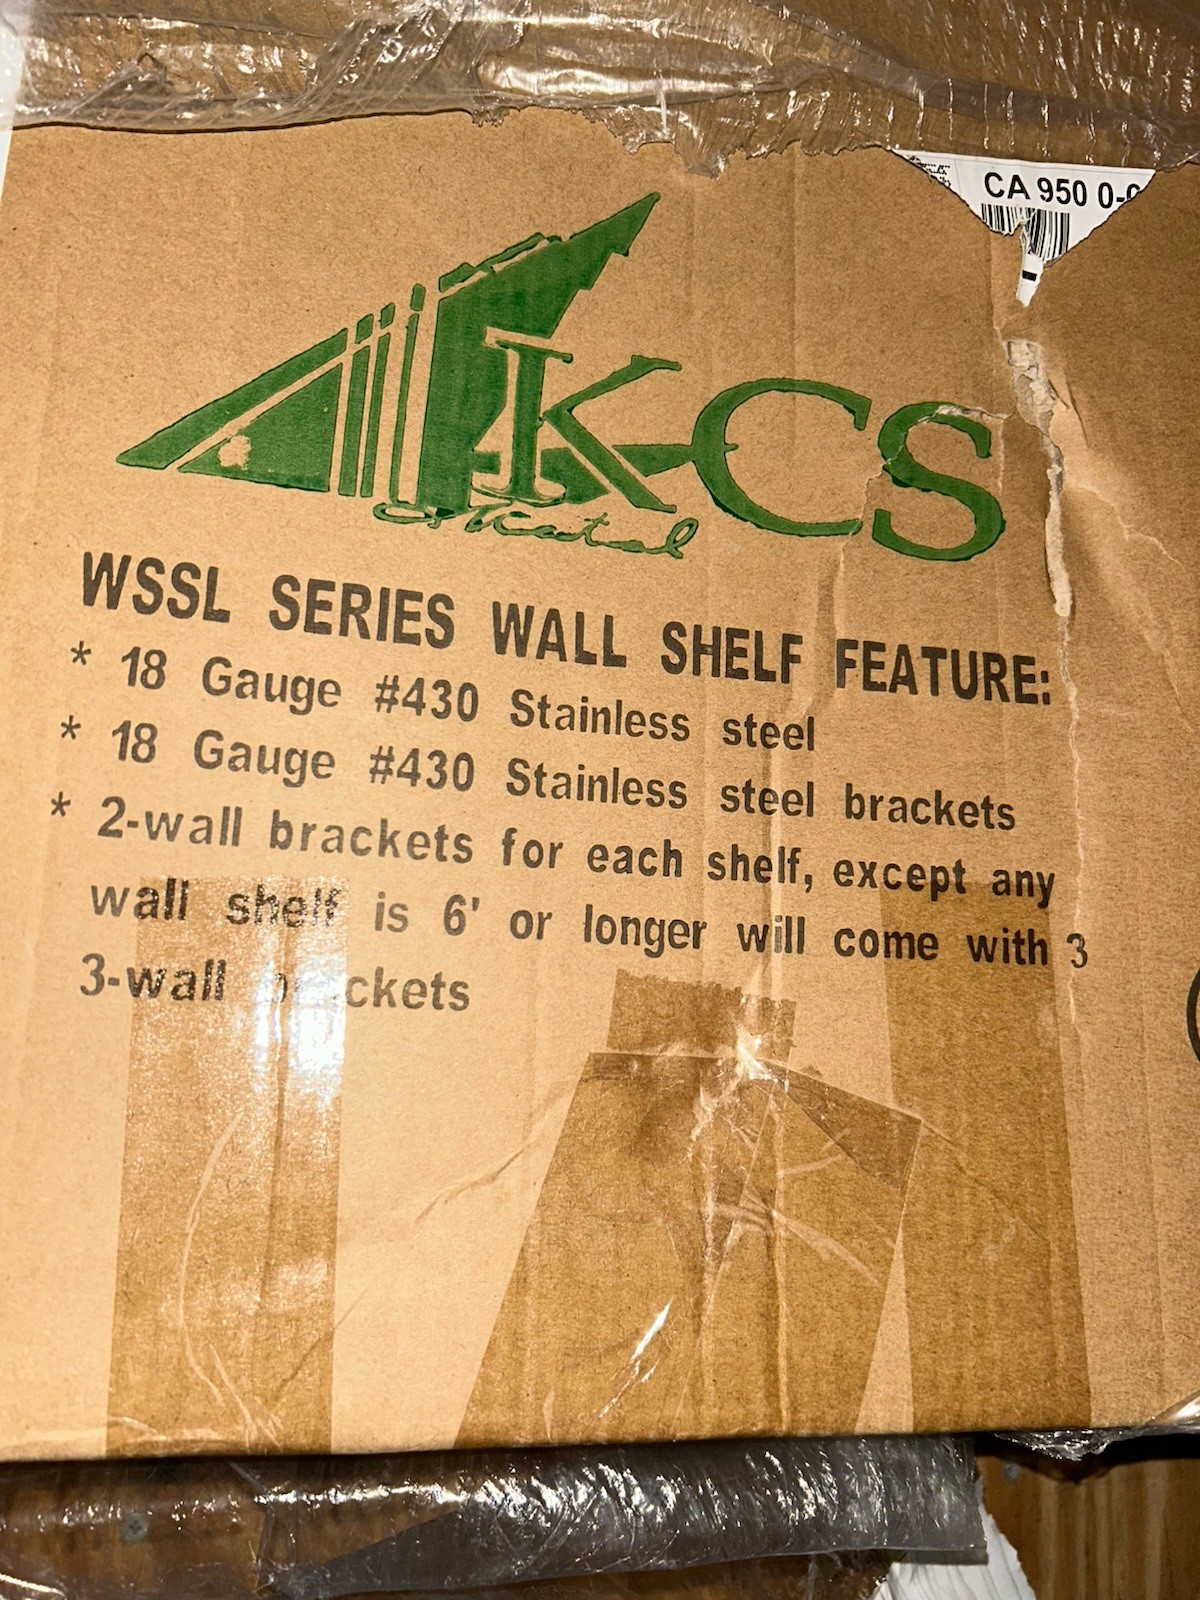 CA 950 0-
KCS
Metal
WSSL SERIES WALL SHELF FEATURE:
* 18 Gauge #430 Stainless steel
* 18 Gauge #430 Stainless steel brackets
* 2-wall brackets for each shelf, except any
wall shelf is 6' or longer will come with 3
3-wall brackets